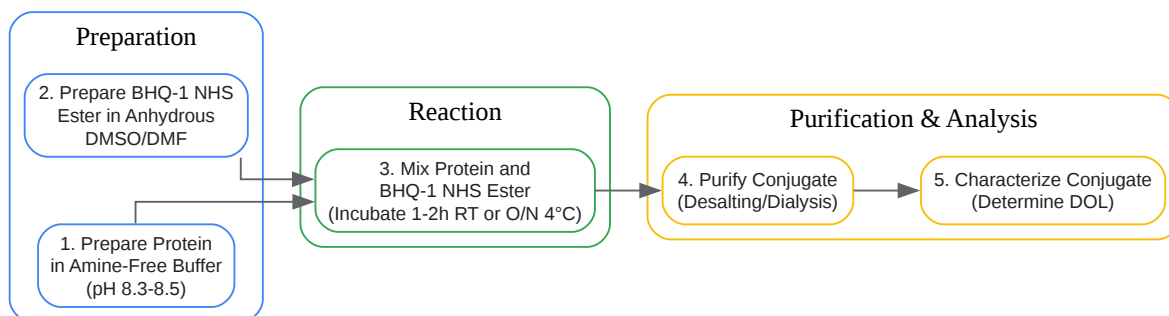 Preparation
2. Prepare BHQ-1 NHS
Ester in Anhydrous
DMSO/DMF
1. Prepare Protein
in Amine-Free Buffer
(pH 8.3-8.5)
Reaction
3. Mix Protein and
BHQ-1 NHS Ester
(Incubate 1-2h RT or O/N 4°C)
Purification & Analysis
4. Purify Conjugate
(Desalting/Dialysis)
5. Characterize Conjugate
(Determine DOL)